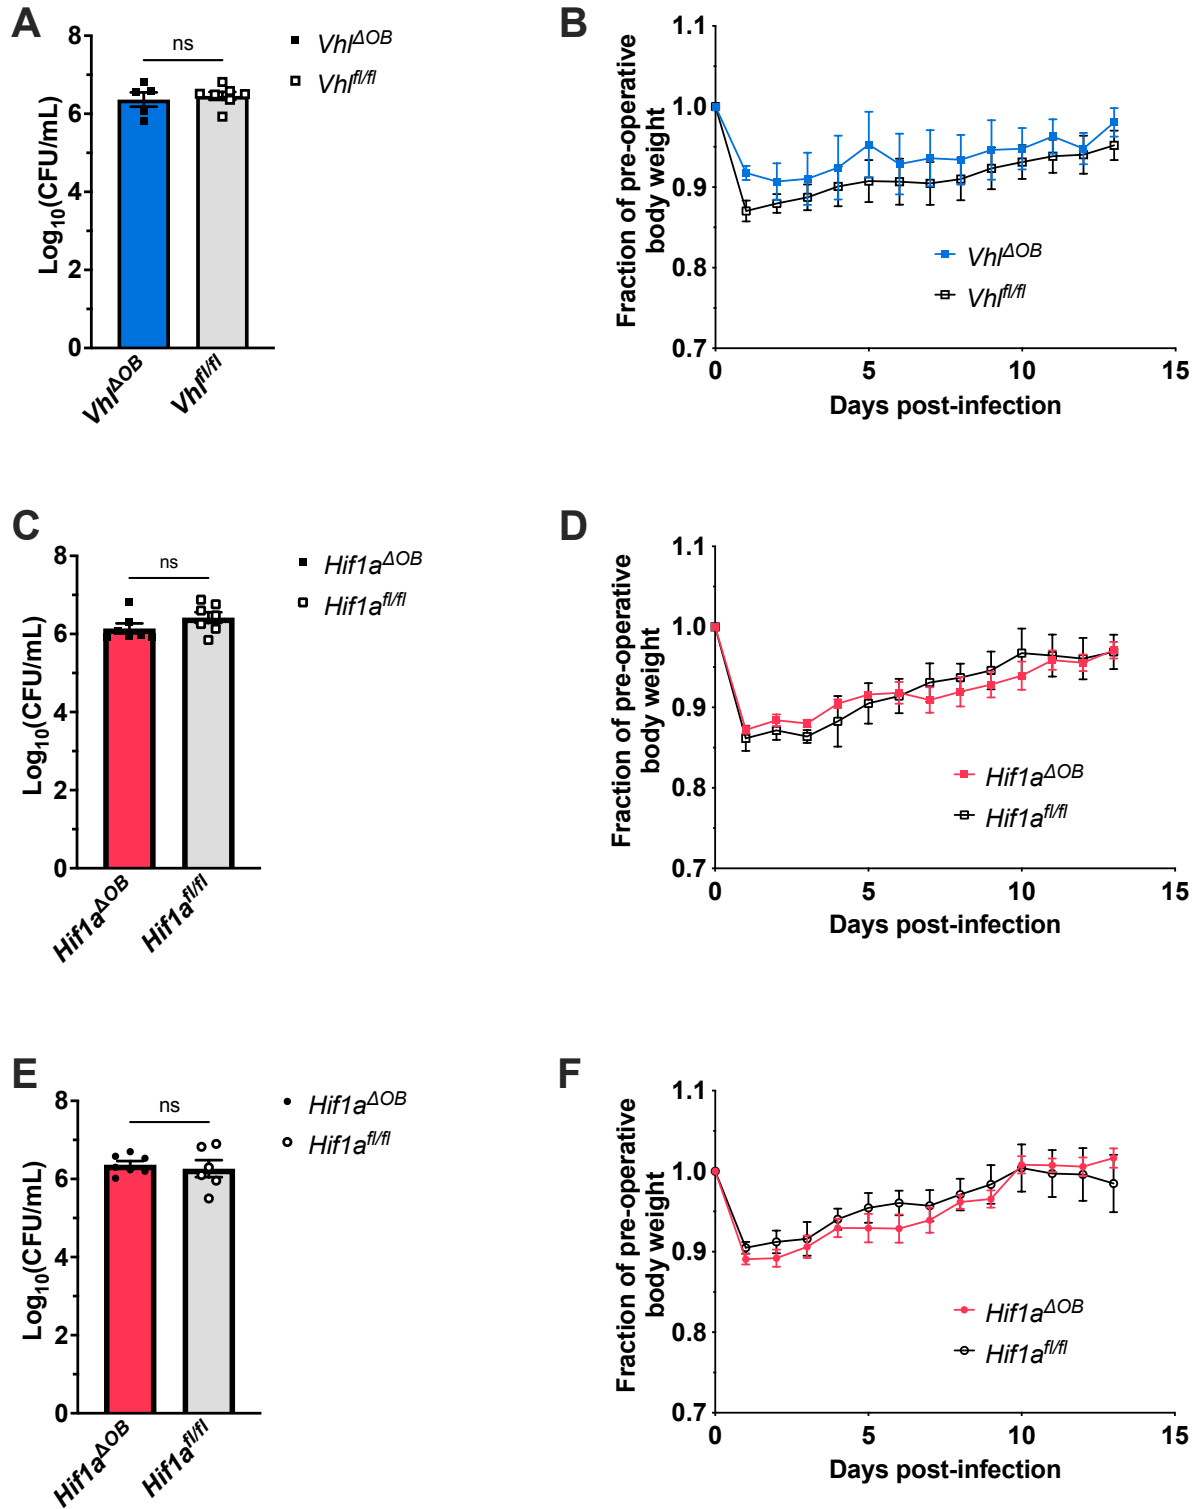 A
8
6
4
2
0
Log₁₀(CFU/mL)
ns
Vhl^ΔOB
Vhl^fl/fl
Vhl^ΔOB
Vhl^fl/fl
B
1.1
1.0
0.9
0.8
0.7
Fraction of pre-operative
body weight
Vhl^ΔOB
Vhl^fl/fl
0
5
10
15
Days post-infection
C
8
6
4
2
0
Log₁₀(CFU/mL)
ns
Hif1a^ΔOB
Hif1a^fl/fl
Hif1a^ΔOB
Hif1a^fl/fl
D
1.1
1.0
0.9
0.8
0.7
Fraction of pre-operative
body weight
Hif1a^ΔOB
Hif1a^fl/fl
0
5
10
15
Days post-infection
E
8
6
4
2
0
Log₁₀(CFU/mL)
ns
Hif1a^ΔOB
Hif1a^fl/fl
Hif1a^ΔOB
Hif1a^fl/fl
F
1.1
1.0
0.9
0.8
0.7
Fraction of pre-operative
body weight
Hif1a^ΔOB
Hif1a^fl/fl
0
5
10
15
Days post-infection